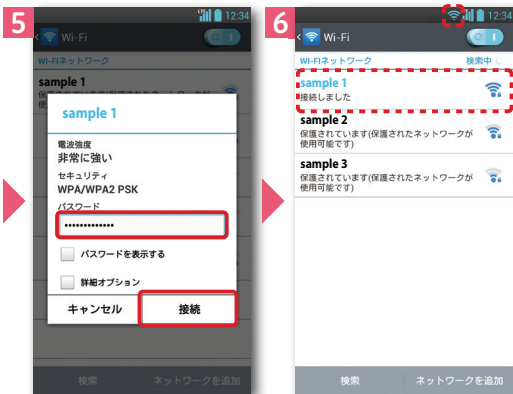 5
LTE 12:34
Wi-Fi
WI-FIネットワーク
sample 1
sample 1
電波強度
非常に強い
セキュリティ
WPA/WPA2 PSK
パスワード
•••••••••••••
パスワードを表示する
詳細オプション
キャンセル 接続
検索 ネットワークを追加
6
LTE 12:34
Wi-Fi
WI-FIネットワーク 検索中
sample 1
接続しました
sample 2
保護されています(保護されたネットワークが
使用可能です)
sample 3
保護されています(保護されたネットワークが
使用可能です)
検索 ネットワークを追加